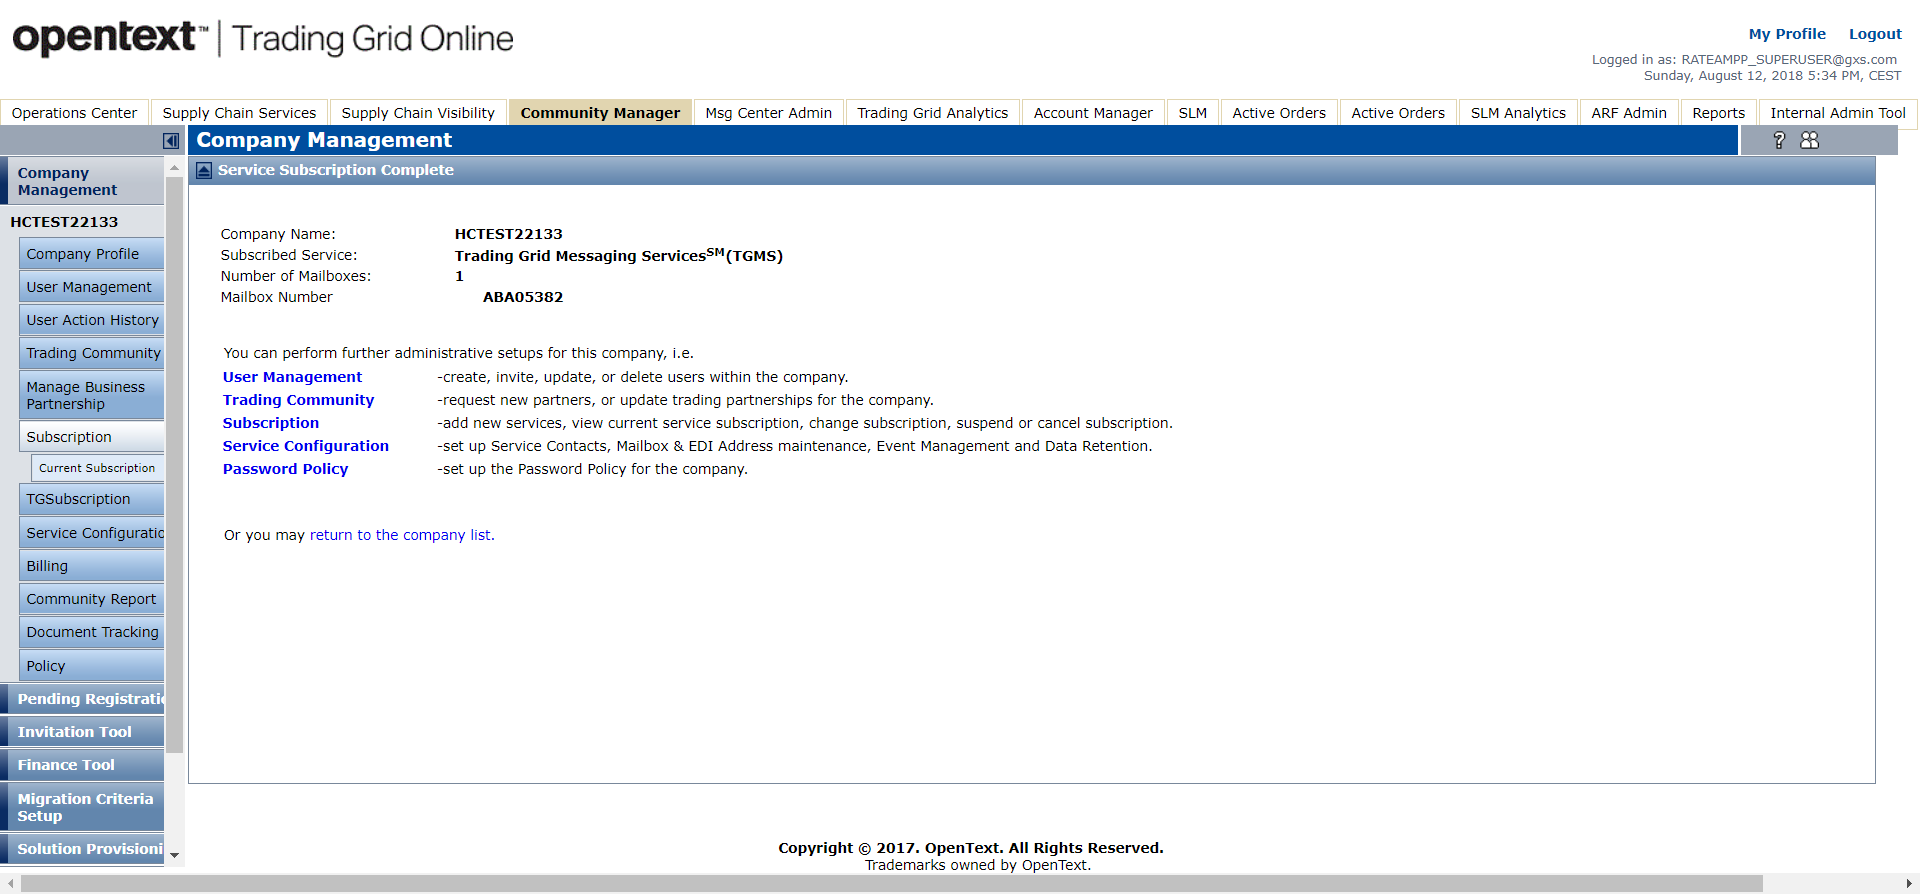 opentext™ | Trading Grid Online
My Profile Logout
Logged in as: RATEAMPP_SUPERUSER@gxs.com
Sunday, August 12, 2018 5:34 PM, CEST
Operations Center Supply Chain Services Supply Chain Visibility Community Manager Msg Center Admin Trading Grid Analytics Account Manager SLM Active Orders Active Orders SLM Analytics ARF Admin Reports Internal Admin Tool
Company Management
?
Company
Management
HCTEST22133
Company Profile
User Management
User Action History
Trading Community
Manage Business
Partnership
Subscription
Current Subscription
TGSubscription
Service Configuratio
Billing
Community Report
Document Tracking
Policy
Pending Registratio
Invitation Tool
Finance Tool
Migration Criteria
Setup
Solution Provisioni
Service Subscription Complete
Company Name: HCTEST22133
Subscribed Service: Trading Grid Messaging ServicesSM(TGMS)
Number of Mailboxes: 1
Mailbox Number ABA05382
You can perform further administrative setups for this company, i.e.
User Management -create, invite, update, or delete users within the company.
Trading Community -request new partners, or update trading partnerships for the company.
Subscription -add new services, view current service subscription, change subscription, suspend or cancel subscription.
Service Configuration -set up Service Contacts, Mailbox & EDI Address maintenance, Event Management and Data Retention.
Password Policy -set up the Password Policy for the company.
Or you may return to the company list.
Copyright © 2017. OpenText. All Rights Reserved.
Trademarks owned by OpenText.